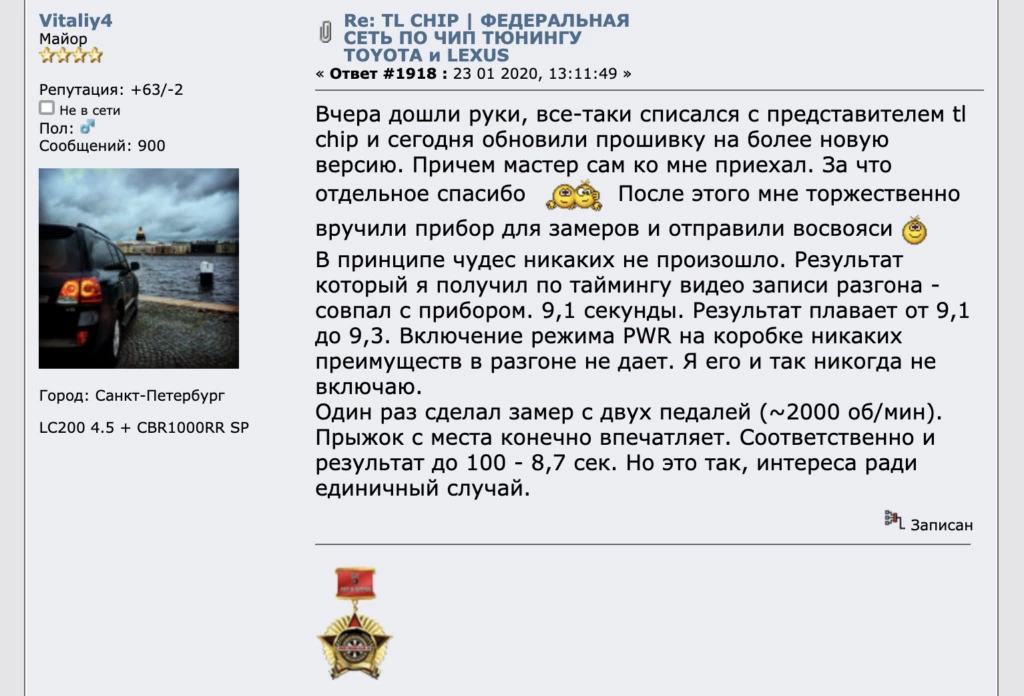 Vitaliy4
Майор
Репутация: +63/-2
Не в сети
Пол:
Сообщений: 900
Город: Санкт-Петербург
LC200 4.5 + CBR1000RR SP
Re: TL CHIP | ФЕДЕРАЛЬНАЯ
СЕТЬ ПО ЧИП ТЮНИНГУ
TOYOTA и LEXUS
« Ответ #1918 : 23 01 2020, 13:11:49 »
Вчера дошли руки, все-таки списался с представителем tl
chip и сегодня обновили прошивку на более новую
версию. Причем мастер сам ко мне приехал. За что
отдельное спасибо После этого мне торжественно
вручили прибор для замеров и отправили восвояси
В принципе чудес никаких не произошло. Результат
который я получил по таймингу видео записи разгона -
совпал с прибором. 9,1 секунды. Результат плавает от 9,1
до 9,3. Включение режима PWR на коробке никаких
преимуществ в разгоне не дает. Я его и так никогда не
включаю.
Один раз сделал замер с двух педалей (~2000 об/мин).
Прыжок с места конечно впечатляет. Соответственно и
результат до 100 - 8,7 сек. Но это так, интереса ради
единичный случай.
Записан